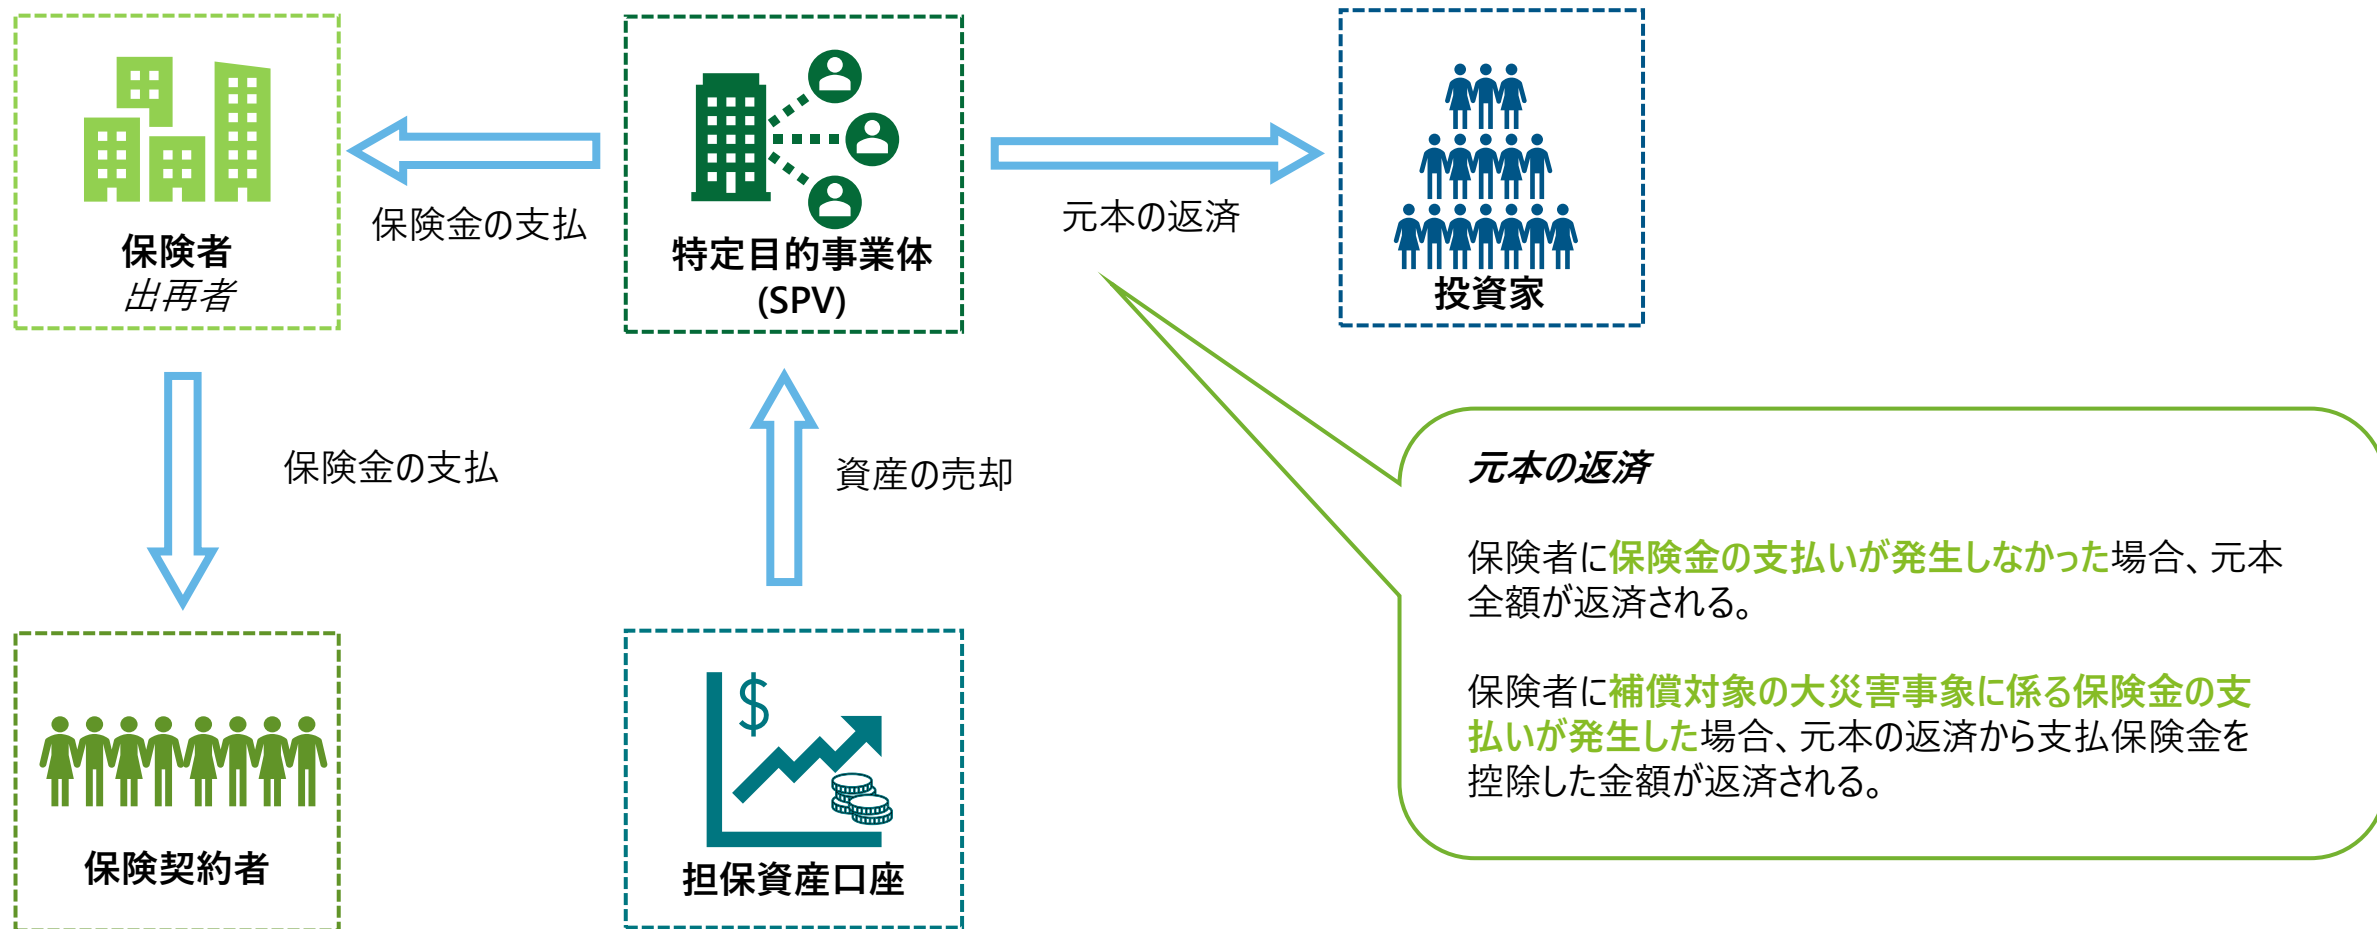 保険者
出再者
保険金の支払
特定目的事業体
(SPV)
元本の返済
投資家
保険金の支払
資産の売却
保険契約者
担保資産口座
元本の返済
保険者に保険金の支払いが発生しなかった場合、元本
全額が返済される。
保険者に補償対象の大災害事象に係る保険金の支
払いが発生した場合、元本の返済から支払保険金を
控除した金額が返済される。